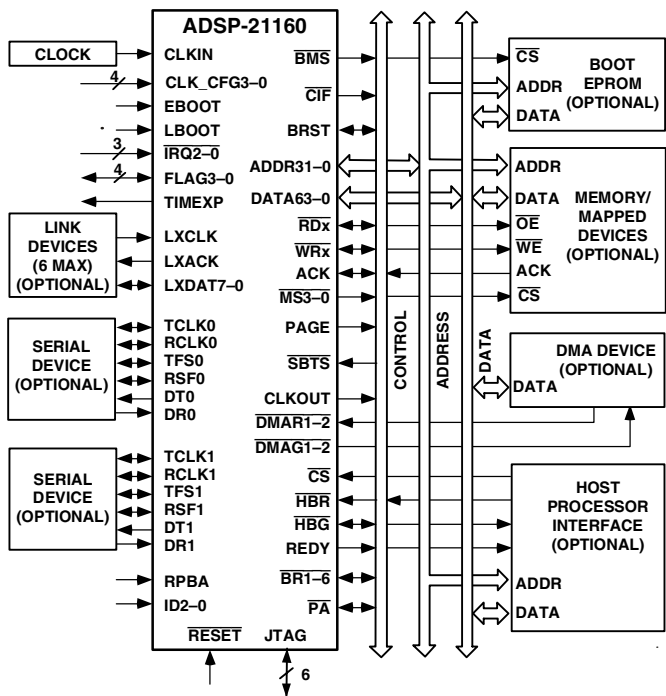 ADSP-21160
CLOCK
4
3
4
LINK
DEVICES
(6 MAX)
(OPTIONAL)
SERIAL
DEVICE
(OPTIONAL)
SERIAL
DEVICE
(OPTIONAL)
CLKIN
CLK_CFG3-0
EBOOT
LBOOT
IRQ2-0
FLAG3-0
TIMEXP
LXCLK
LXACK
LXDAT7-0
TCLK0
RCLK0
TFS0
RSF0
DT0
DR0
TCLK1
RCLK1
TFS1
RSF1
DT1
DR1
RPBA
ID2-0
RESET
JTAG
6
BMS
CIF
BRST
ADDR31-0
DATA63-0
RDx
WRx
ACK
MS3-0
PAGE
SBTS
CLKOUT
DMAR1-2
DMAG1-2
CS
HBR
HBG
REDY
BR1-6
PA
CONTROL
ADDRESS
DATA
CS
ADDR
DATA
BOOT
EPROM
(OPTIONAL)
ADDR
DATA
OE
WE
ACK
CS
MEMORY/
MAPPED
DEVICES
(OPTIONAL)
DMA DEVICE
(OPTIONAL)
DATA
HOST
PROCESSOR
INTERFACE
(OPTIONAL)
ADDR
DATA